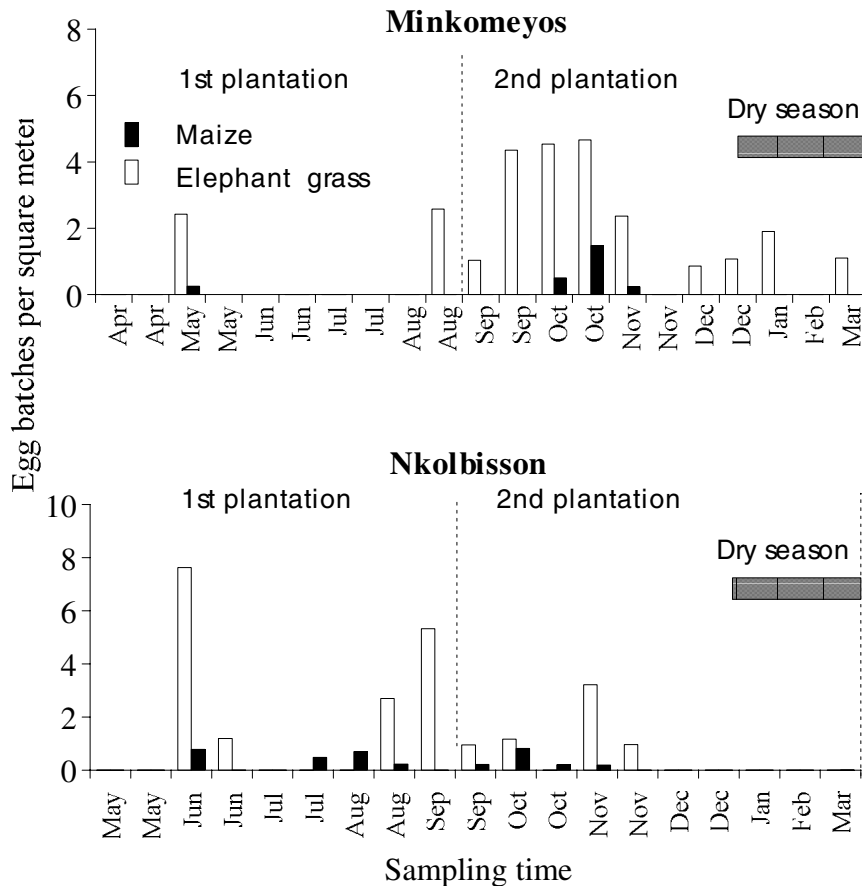 Minkomeyos
8
1st plantation 2nd plantation
Dry season
6
Maize
4
Elephant grass
2
0
Apr Apr May May Jun Jun Jul Jul Aug Aug Sep Sep Oct Oct Nov Nov Dec Dec Jan Feb Mar
Egg batches per square meter
Nkolbisson
10
1st plantation 2nd plantation
Dry season
8
6
4
2
0
May May Jun Jun Jul Jul Aug Aug Sep Sep Oct Oct Nov Nov Dec Dec Jan Feb Mar
Sampling time